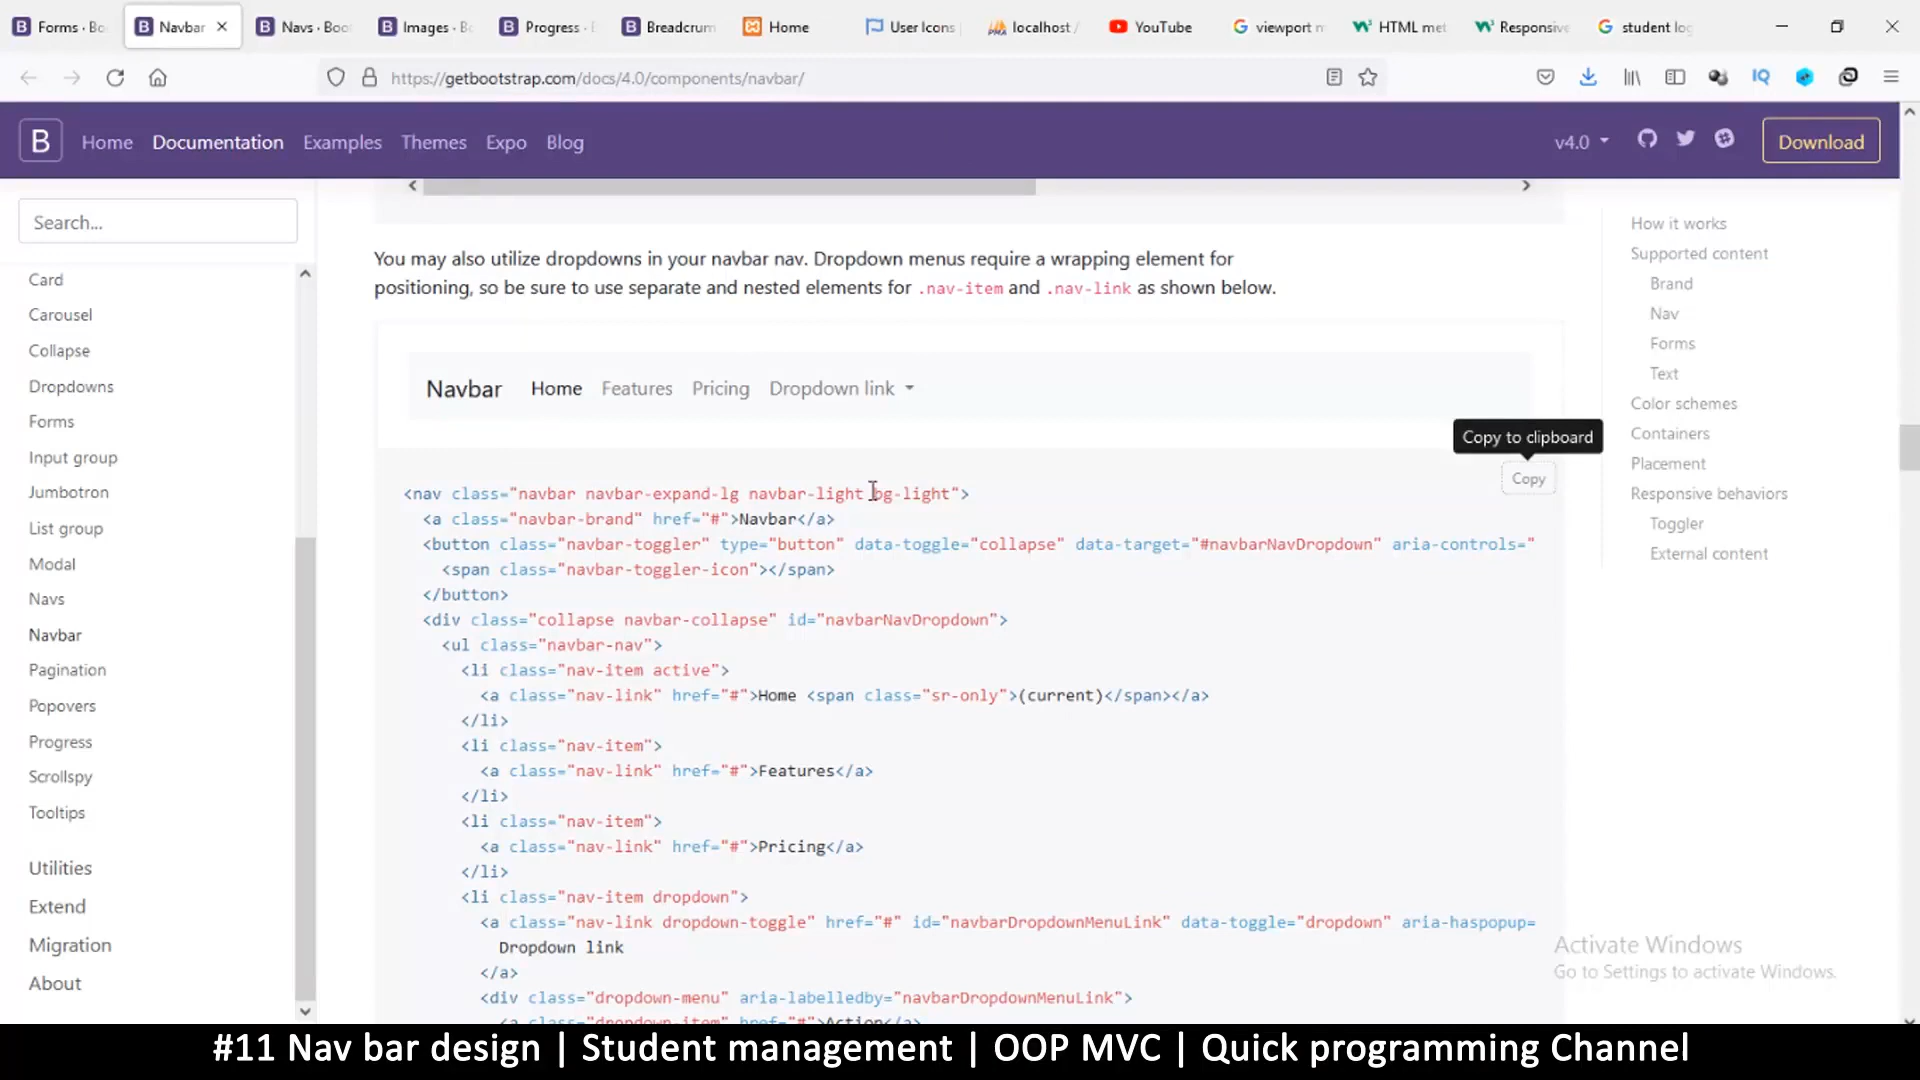 Forms · Bo
Navbar
Navs · Boo
Images · B
Progress ·
Breadcrum
Home
User Icons
localhost /
YouTube
viewport m
HTML met
Responsive
student log
https://getbootstrap.com/docs/4.0/components/navbar/
IQ
B
Home
Documentation
Examples
Themes
Expo
Blog
v4.0
Download
Search...
Card
Carousel
Collapse
Dropdowns
Forms
Input group
Jumbotron
List group
Modal
Navs
Navbar
Pagination
Popovers
Progress
Scrollspy
Tooltips
Utilities
Extend
Migration
About
You may also utilize dropdowns in your navbar nav. Dropdown menus require a wrapping element for
positioning, so be sure to use separate and nested elements for .nav-item and .nav-link as shown below.
Navbar Home Features Pricing Dropdown link
Copy to clipboard
Copy
<nav class="navbar navbar-expand-lg navbar-light bg-light">
<a class="navbar-brand" href="#">Navbar</a>
<button class="navbar-toggler" type="button" data-toggle="collapse" data-target="#navbarNavDropdown" aria-controls="
<span class="navbar-toggler-icon"></span>
</button>
<div class="collapse navbar-collapse" id="navbarNavDropdown">
<ul class="navbar-nav">
<li class="nav-item active">
<a class="nav-link" href="#">Home <span class="sr-only">(current)</span></a>
</li>
<li class="nav-item">
<a class="nav-link" href="#">Features</a>
</li>
<li class="nav-item">
<a class="nav-link" href="#">Pricing</a>
</li>
<li class="nav-item dropdown">
<a class="nav-link dropdown-toggle" href="#" id="navbarDropdownMenuLink" data-toggle="dropdown" aria-haspopup=
Dropdown link
</a>
<div class="dropdown-menu" aria-labelledby="navbarDropdownMenuLink">
<a class="dropdown-item" href="#">Action</a>
How it works
Supported content
Brand
Nav
Forms
Text
Color schemes
Containers
Placement
Responsive behaviors
Toggler
External content
Activate Windows
Go to Settings to activate Windows.
#11 Nav bar design | Student management | OOP MVC | Quick programming Channel